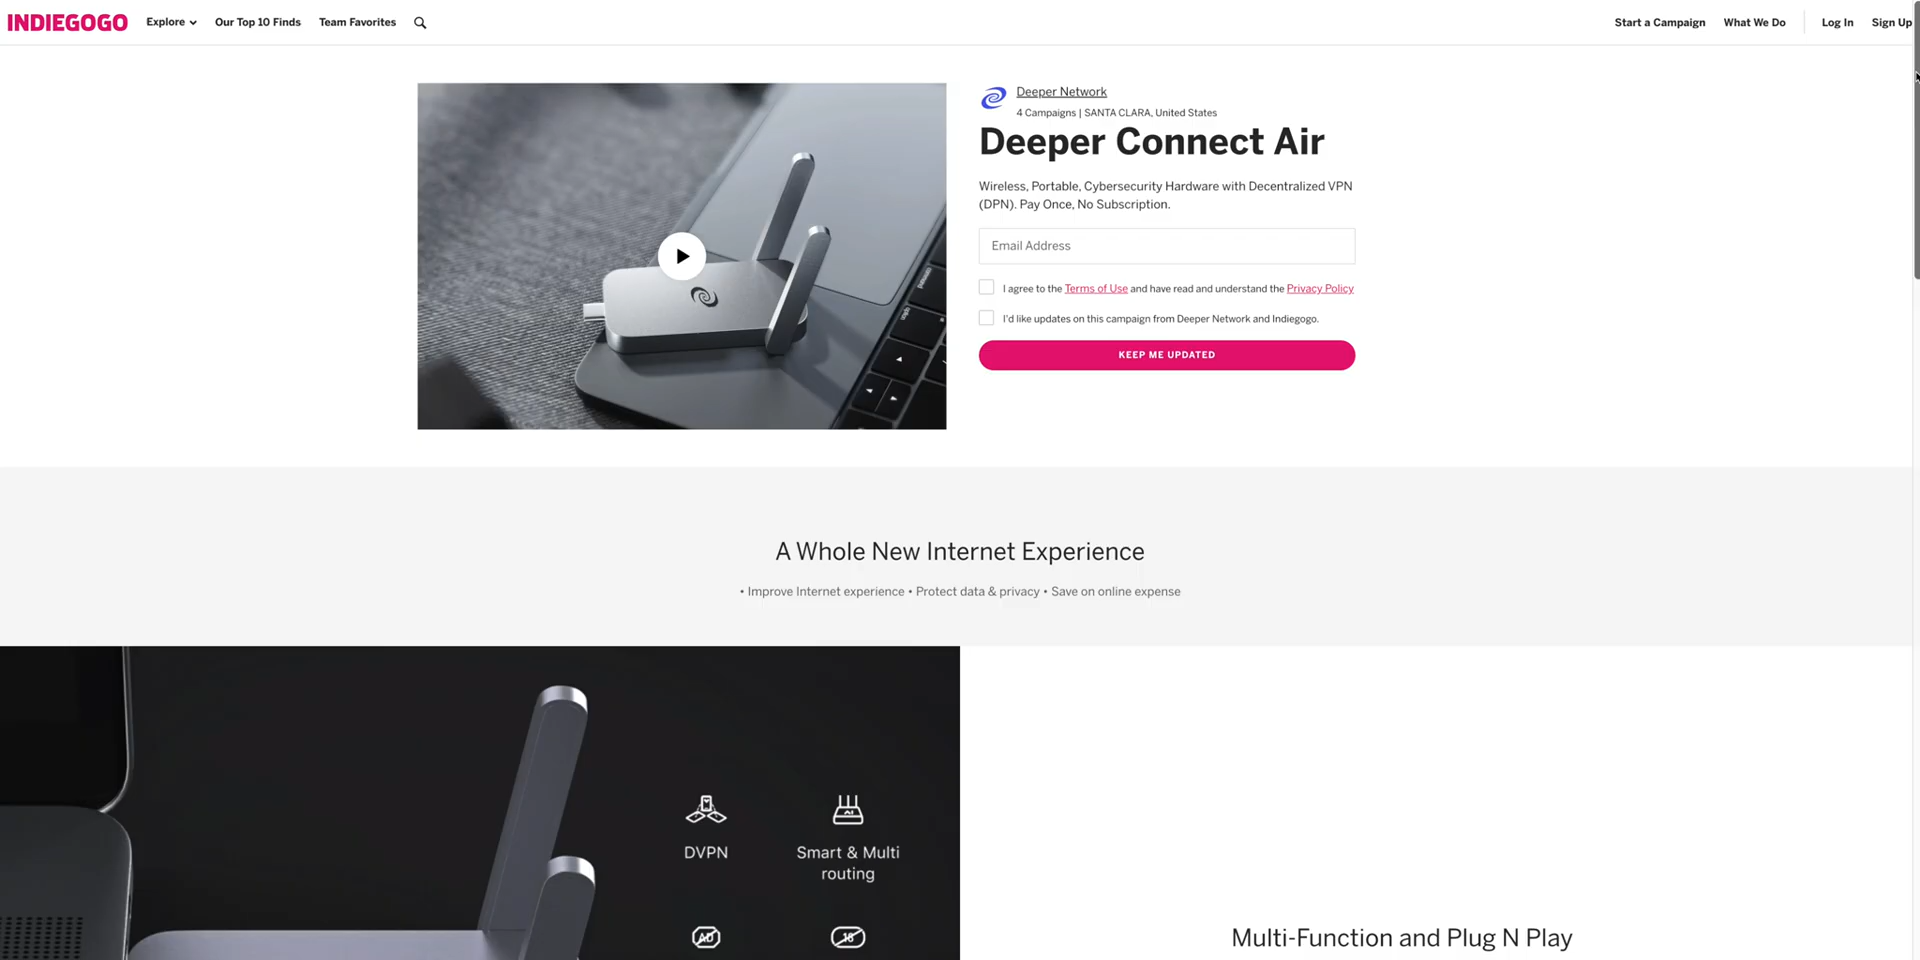 INDIEGOGO Explore Our Top 10 Finds Team Favorites Start a Campaign What We Do Log In Sign Up
Deeper Network
4 Campaigns | SANTA CLARA, United States
Deeper Connect Air
Wireless, Portable, Cybersecurity Hardware with Decentralized VPN
(DPN). Pay Once, No Subscription.
Email Address
I agree to the Terms of Use and have read and understand the Privacy Policy
I'd like updates on this campaign from Deeper Network and Indiegogo.
KEEP ME UPDATED
A Whole New Internet Experience
• Improve Internet experience • Protect data & privacy • Save on online expense
DVPN
Smart & Multi
routing
AD
18
Multi-Function and Plug N Play